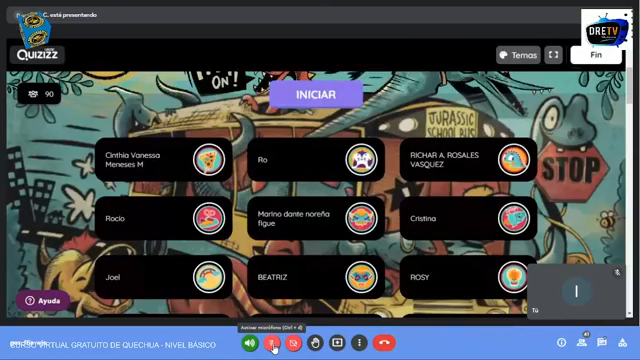 C. está presentando
DRETV
Quizizz
Temas
Fin
ON!
90
INICIAR
JURASSIC
SCHOOL BUS
STOP
Cinthia Vanessa
Meneses M
Ro
RICHAR A. ROSALES
VASQUEZ
Rocio
Marino dante noreña
figue
Cristina
Joel
BEATRIZ
ROSY
Ayuda
I
Tú
Activar micrófono (Ctrl + d)
CURSO VIRTUAL GRATUITO DE QUECHUA - NIVEL BÁSICO